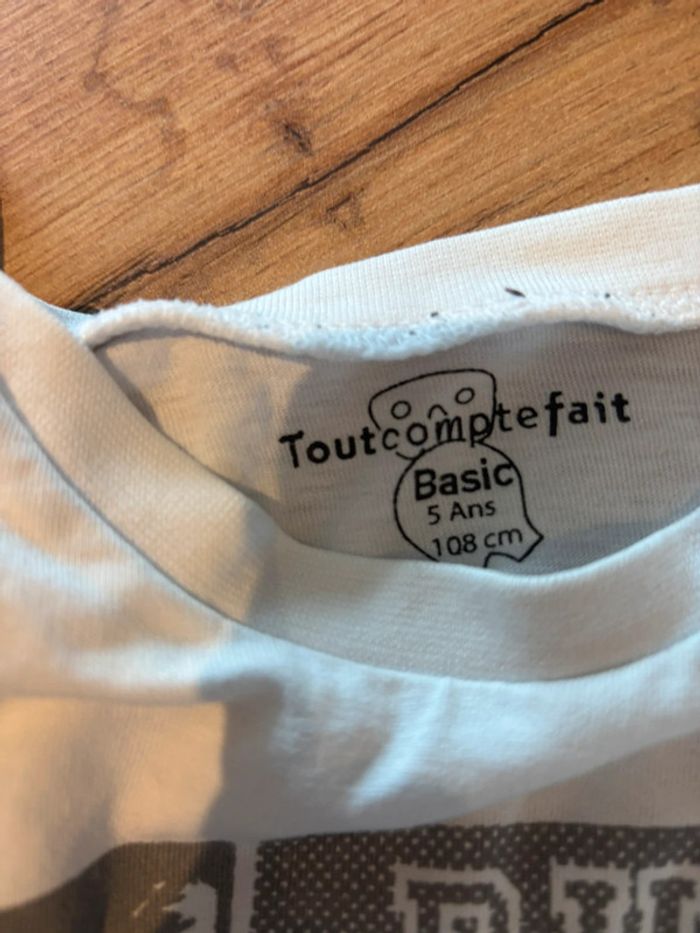 Toutcomptefait
Basic
5 Ans
108 cm